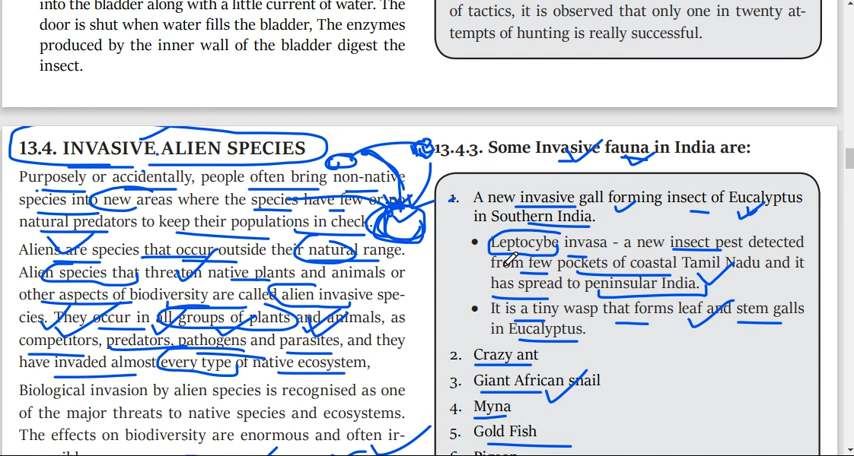 into the bladder along with a little current of water. The
door is shut when water fills the bladder, The enzymes
produced by the inner wall of the bladder digest the
insect.
of tactics, it is observed that only one in twenty at-
tempts of hunting is really successful.
13.4. INVASIVE ALIEN SPECIES
Purposely or accidentally, people often bring non-native
species into new areas where the species have few or no
natural predators to keep their populations in check.
Aliens are species that occur outside their natural range.
Alien species that threaten native plants and animals or
other aspects of biodiversity are called alien invasive spe-
cies. They occur in all groups of plants and animals, as
competitors, predators, pathogens and parasites, and they
have invaded almost every type of native ecosystem,
Biological invasion by alien species is recognised as one
of the major threats to native species and ecosystems.
The effects on biodiversity are enormous and often ir-
13.4.3. Some Invasive fauna in India are:
1. A new invasive gall forming insect of Eucalyptus
in Southern India.
• Leptocybe invasa - a new insect pest detected
from few pockets of coastal Tamil Nadu and it
has spread to peninsular India.
• It is a tiny wasp that forms leaf and stem galls
in Eucalyptus.
2. Crazy ant
3. Giant African snail
4. Myna
5. Gold Fish